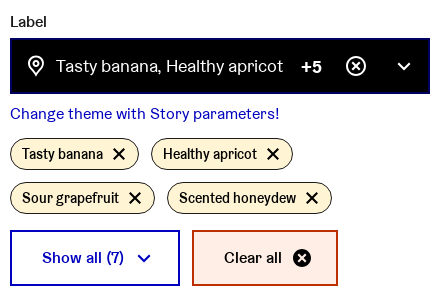 Label
Tasty banana, Healthy apricot +5
Change theme with Story parameters!
Tasty banana Healthy apricot
Sour grapefruit Scented honeydew
Show all (7) Clear all